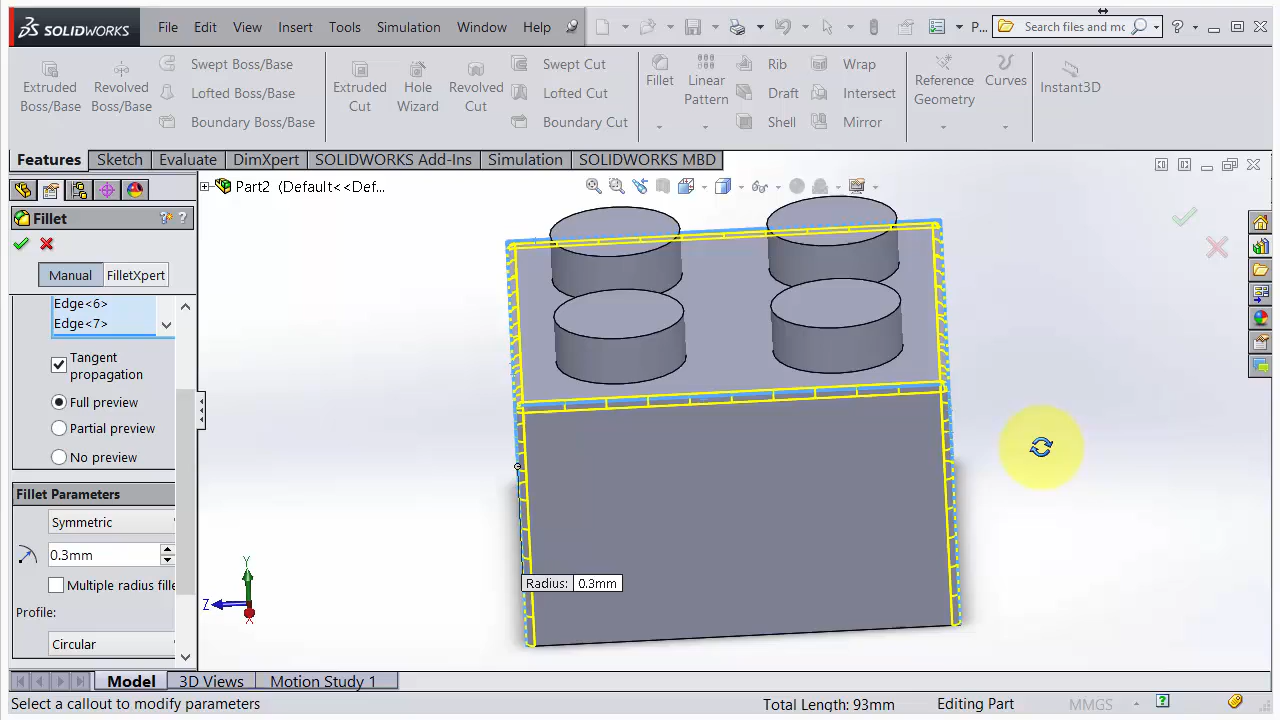 SOLIDWORKS File Edit View Insert Tools Simulation Window Help P... Search files and mo
Extruded Boss/Base
Revolved Boss/Base
Swept Boss/Base
Lofted Boss/Base
Boundary Boss/Base
Extruded Cut
Hole Wizard
Revolved Cut
Swept Cut
Lofted Cut
Boundary Cut
Fillet
Linear Pattern
Rib
Draft
Shell
Wrap
Intersect
Mirror
Reference Geometry
Curves
Instant3D
Features Sketch Evaluate DimXpert SOLIDWORKS Add-Ins Simulation SOLIDWORKS MBD
Part2 (Default<<Def...
Fillet
Manual FilletXpert
Edge<6>
Edge<7>
Tangent
propagation
Full preview
Partial preview
No preview
Fillet Parameters
Symmetric
0.3mm
Multiple radius fille
Profile:
Circular
Radius: 0.3mm
Y
Z
X
Model 3D Views Motion Study 1
Select a callout to modify parameters Total Length: 93mm Editing Part MMGS